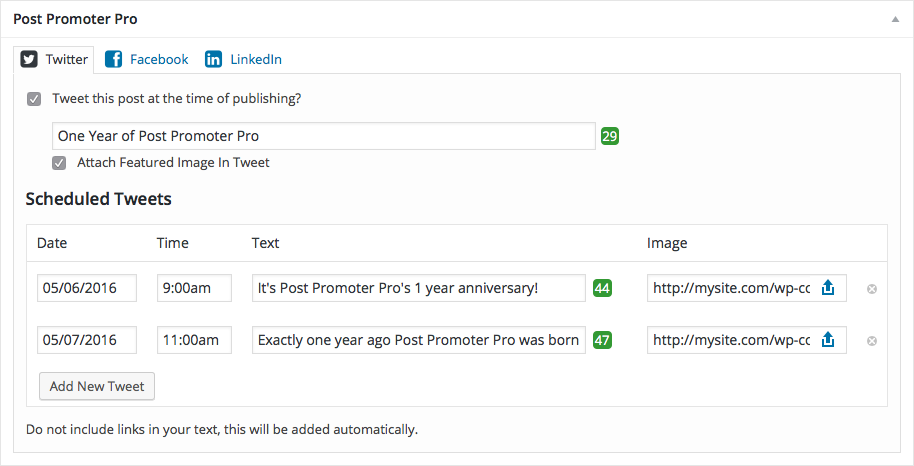 Post Promoter Pro
Twitter Facebook LinkedIn
Tweet this post at the time of publishing?
One Year of Post Promoter Pro 29
Attach Featured Image In Tweet
Scheduled Tweets
Date Time Text Image
05/06/2016 9:00am It's Post Promoter Pro's 1 year anniversary! 44 http://mysite.com/wp-cc
05/07/2016 11:00am Exactly one year ago Post Promoter Pro was born 47 http://mysite.com/wp-cc
Add New Tweet
Do not include links in your text, this will be added automatically.